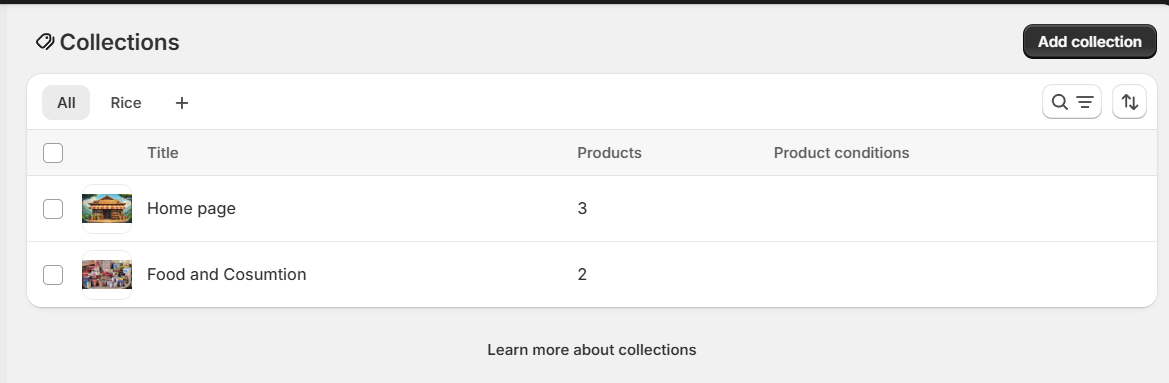 Collections
Add collection
All Rice +
Title Products Product conditions
Home page 3
Food and Cosumtion 2
Learn more about collections